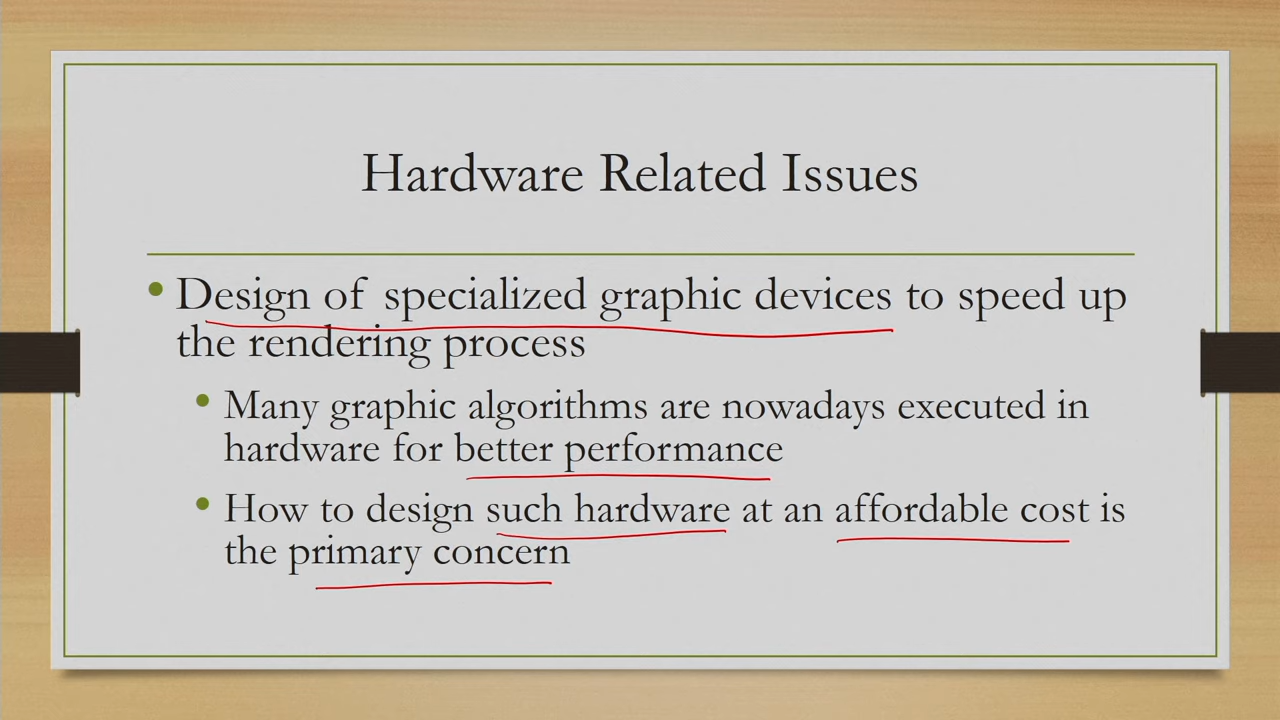 Hardware Related Issues
• Design of specialized graphic devices to speed up
the rendering process
• Many graphic algorithms are nowadays executed in
hardware for better performance
• How to design such hardware at an affordable cost is
the primary concern